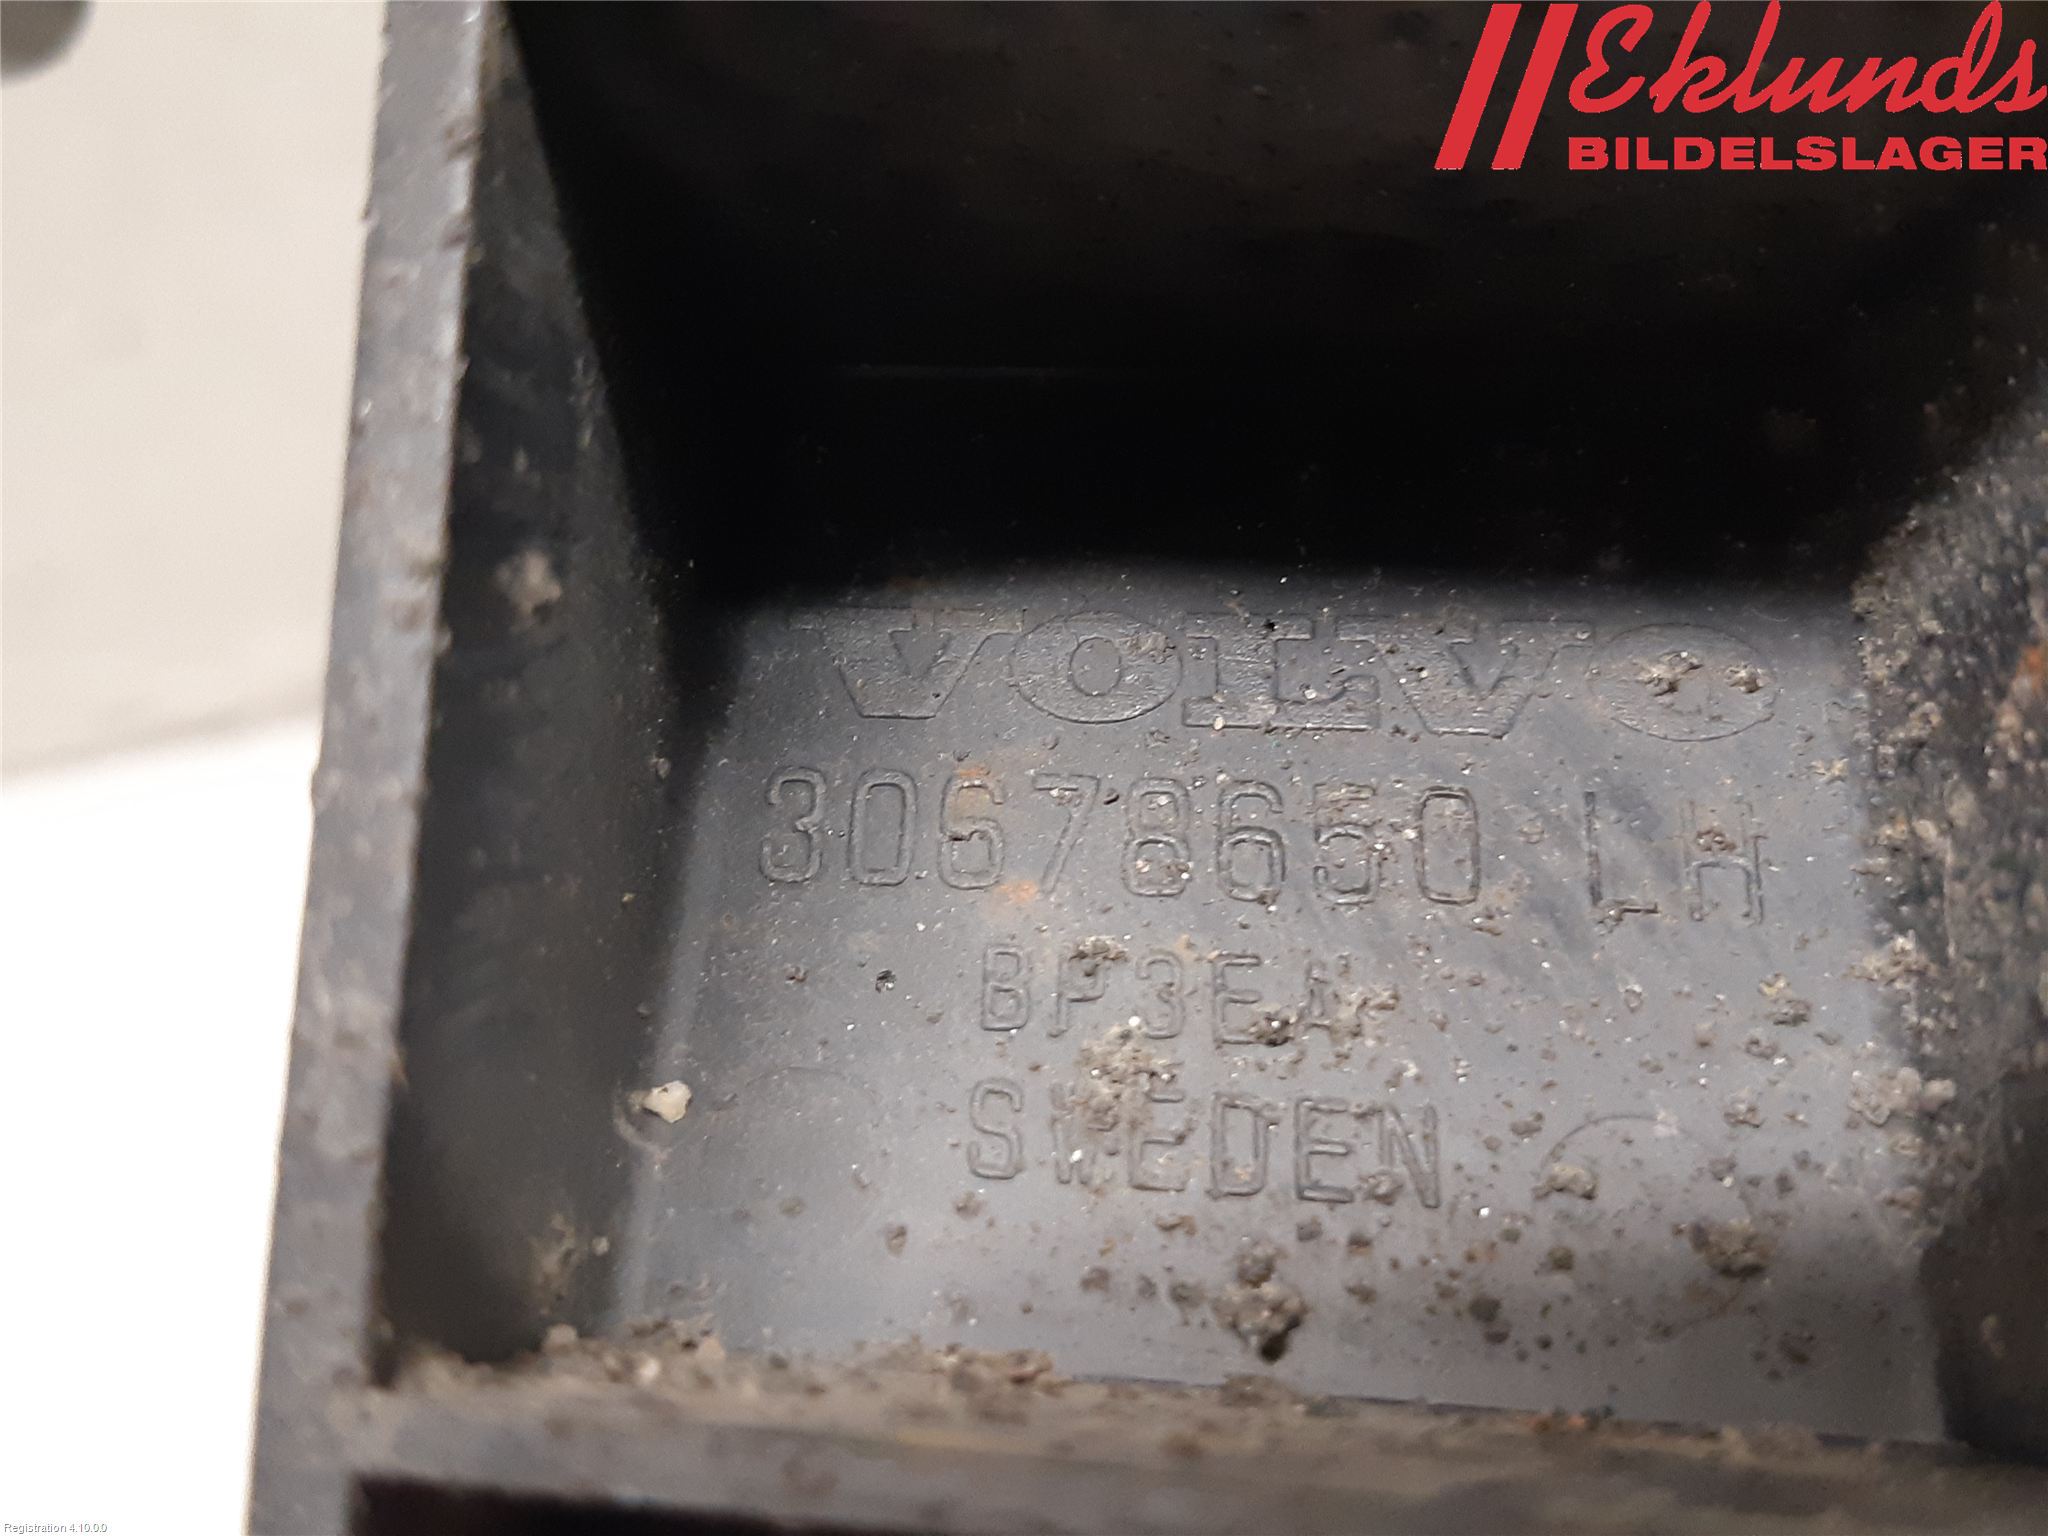 Eklunds
BILDELSLAGER
VOLVO
30678650 LH
BP3EA
SWEDEN
Registration 4.10.0.0